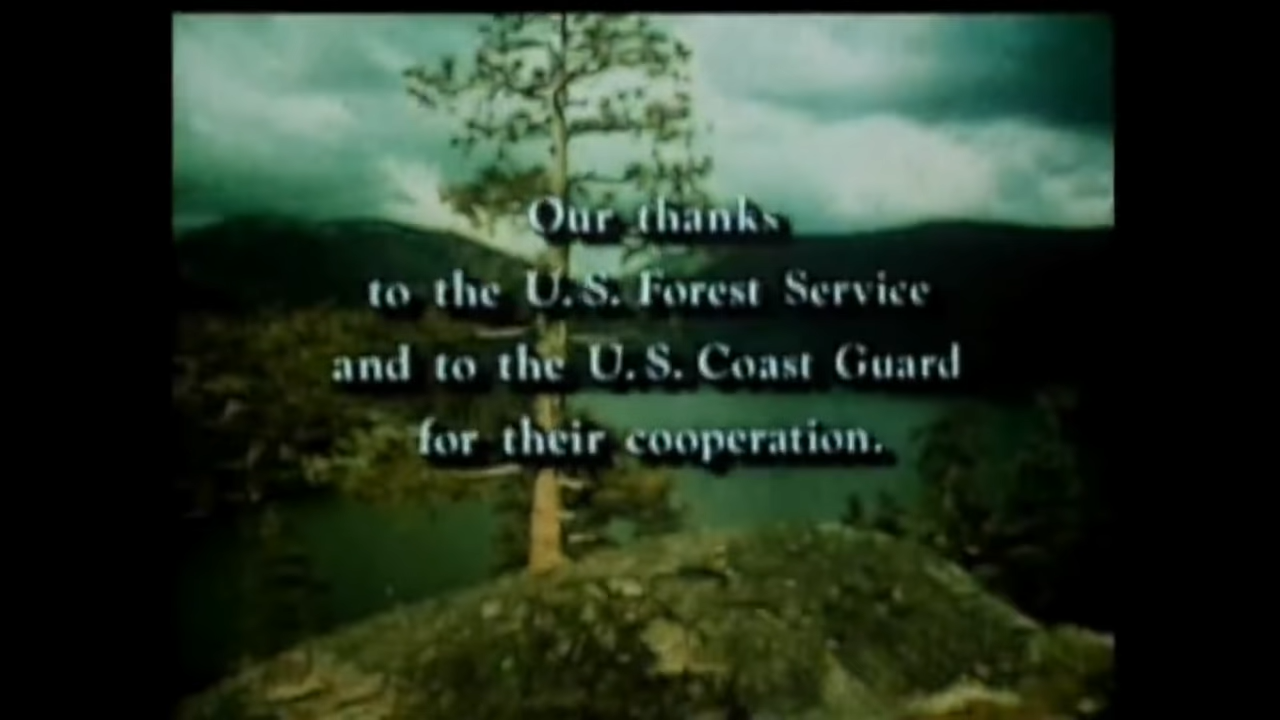 Our thanks
to the U.S. Forest Service
and to the U.S. Coast Guard
for their cooperation.